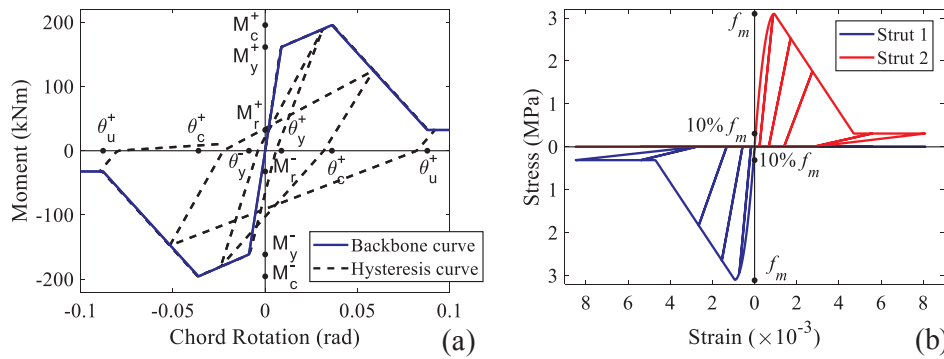 200
100
0
-100
-200
Moment (kNm)
M_c^+
M_y^+
M_r^+
θ_u^+
θ_c^+
θ_y^-
θ_y^+
θ_c^+
θ_u^+
M_r^-
M_y^-
M_c^-
Backbone curve
Hysteresis curve
-0.1
-0.05
0
0.05
0.1
Chord Rotation (rad)
(a)
3
2
1
0
1
2
3
Stress (MPa)
f_m
Strut 1
Strut 2
10% f_m
10% f_m
f_m
8
6
4
2
0
2
4
6
8
Strain (×10^-3)
(b)